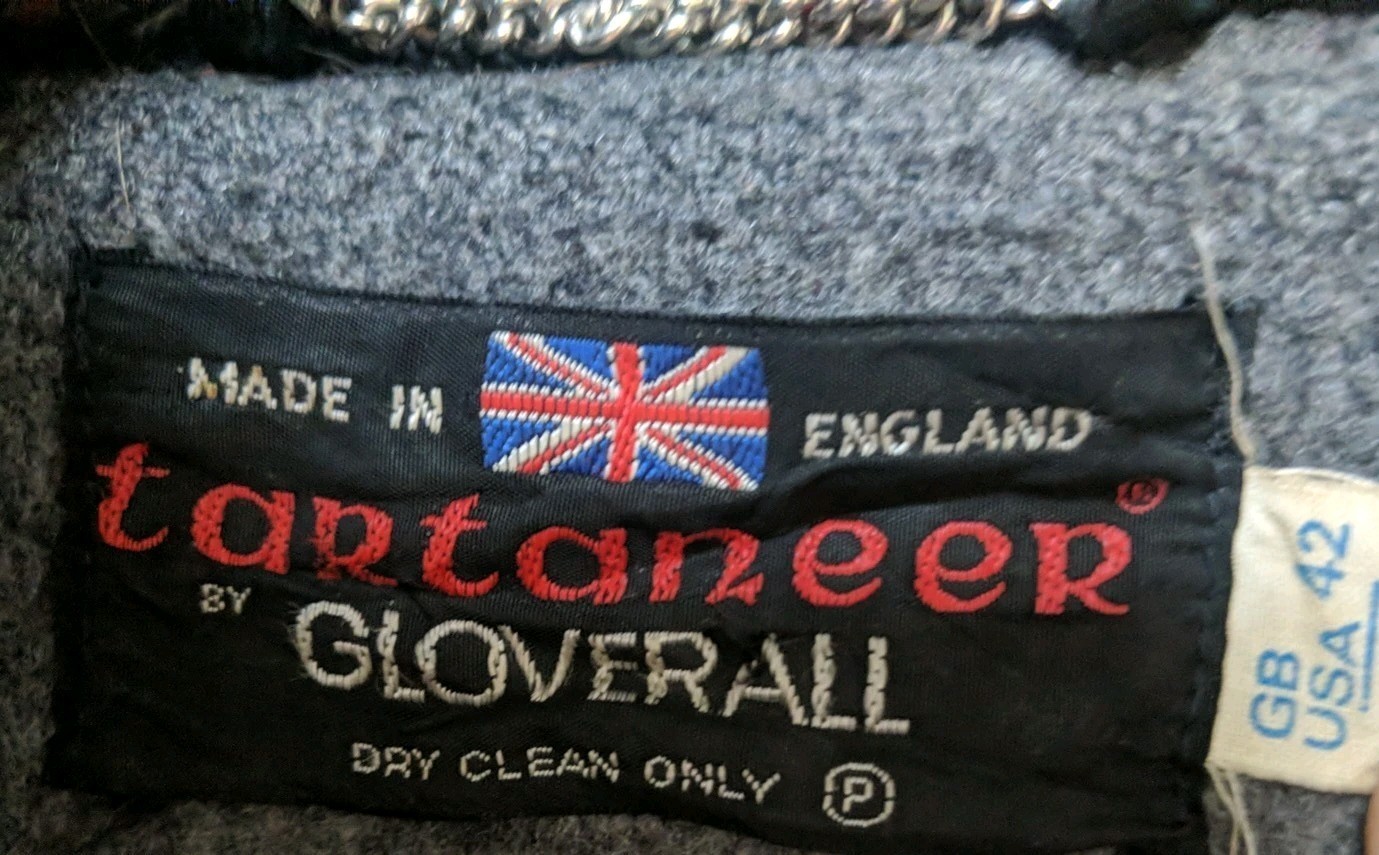 MADE IN ENGLAND
tartaneer ®
BY GLOVERALL
DRY CLEAN ONLY Ⓟ
GB
USA 42